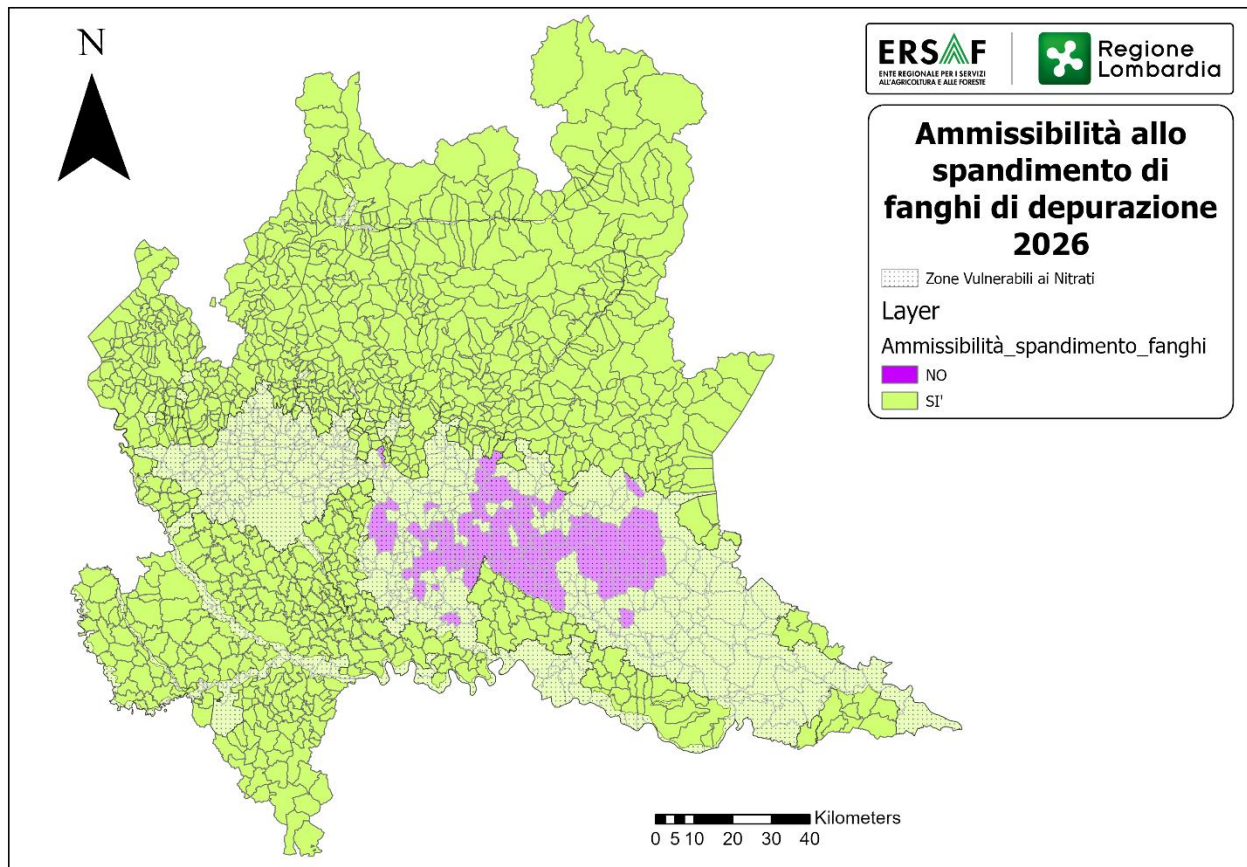 N
ERSAF
ENTE REGIONALE PER I SERVIZI
ALL'AGRICOLTURA E ALLE FORESTE
Regione
Lombardia
Ammissibilità allo
spandimento di
fanghi di depurazione
2026
Zone Vulnerabili ai Nitrati
Layer
Ammissibilità_spandimento_fanghi
NO
SI'
Kilometers
0 5 10 20 30 40